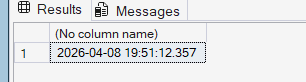 Results Messages
(No column name)
1 2026-04-08 19:51:12.357